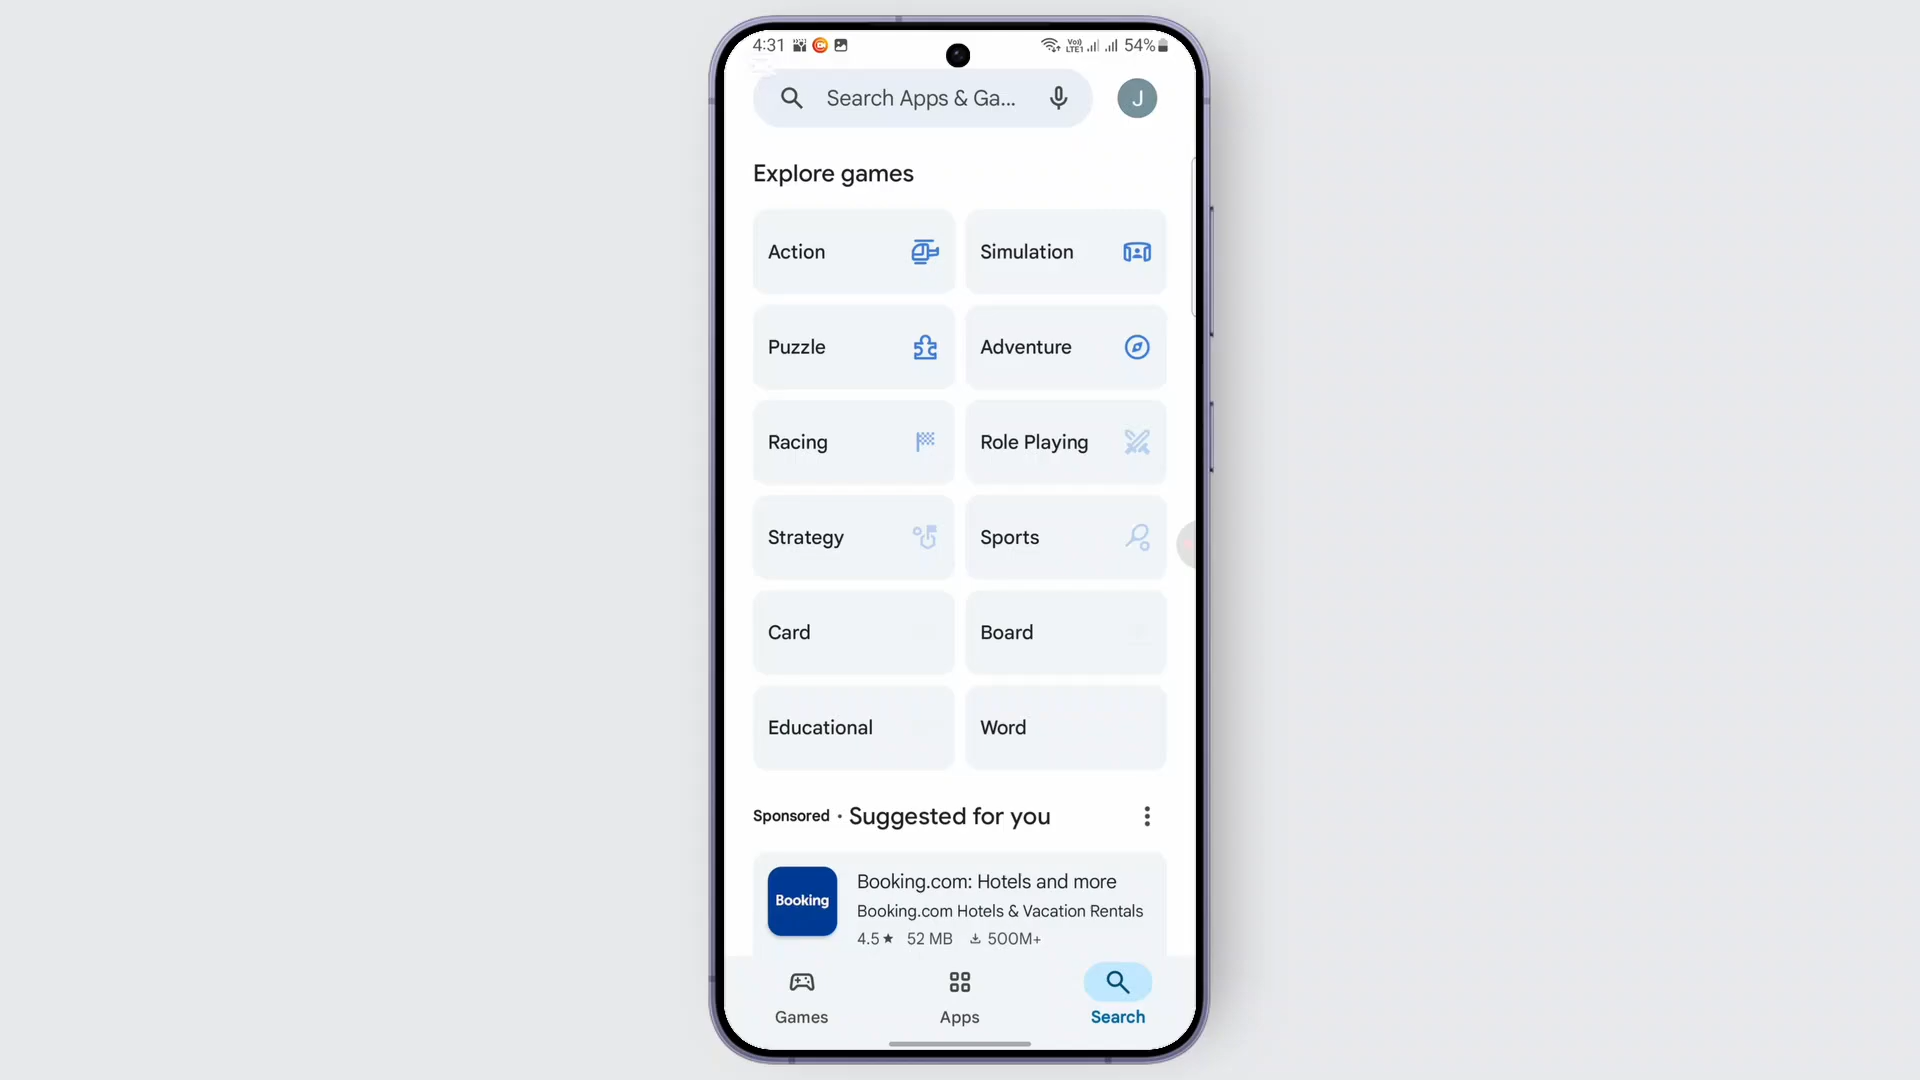 4:31 Vo) LTE1 54%
Search Apps & Ga...
J
Explore games
Action Simulation
Puzzle Adventure
Racing Role Playing
Strategy Sports
Card Board
Educational Word
Sponsored • Suggested for you
Booking
Booking.com: Hotels and more
Booking.com Hotels & Vacation Rentals
4.5★ 52 MB 500M+
Games Apps Search